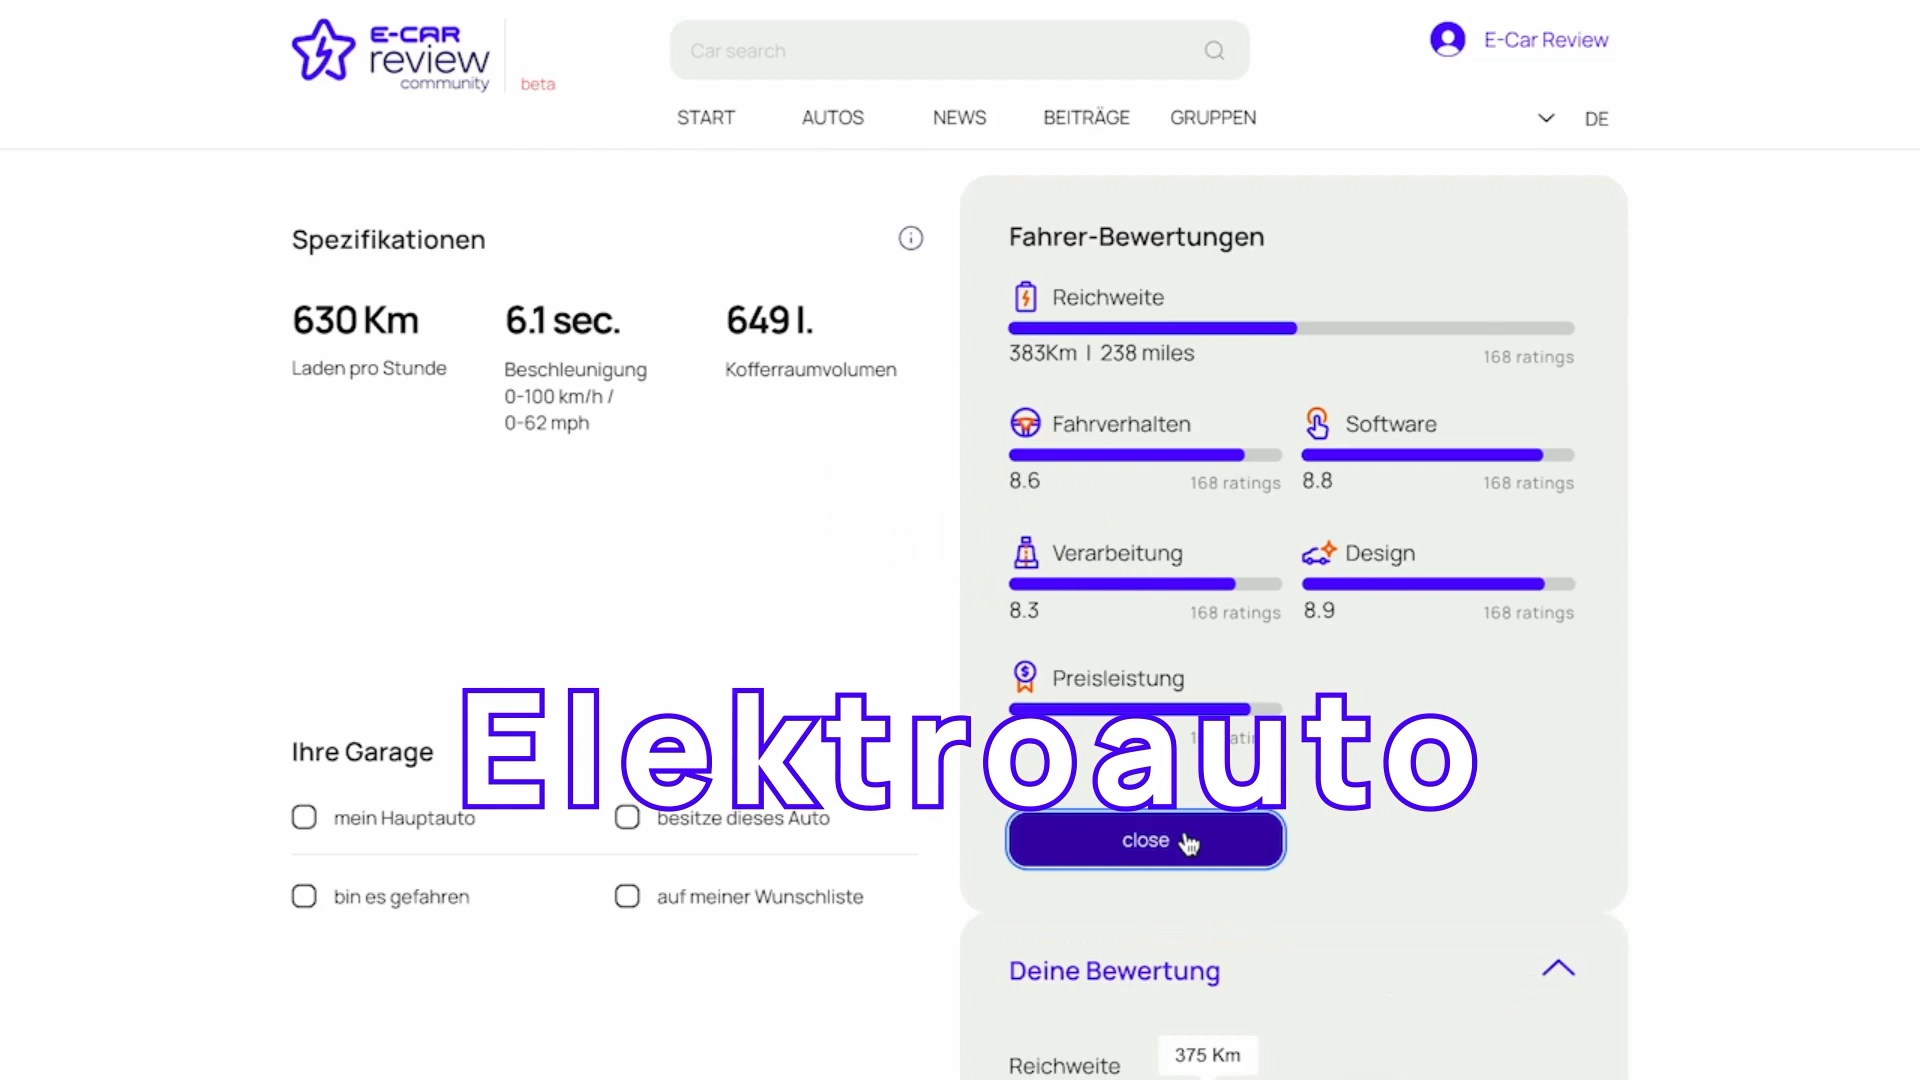 E-CAR
review
community
beta
Car search
E-Car Review
START
AUTOS
NEWS
BEITRÄGE
GRUPPEN
DE
Spezifikationen
630 Km
Laden pro Stunde
6.1 sec.
Beschleunigung
0-100 km/h /
0-62 mph
649 l.
Kofferraumvolumen
Fahrer-Bewertungen
Reichweite
383Km | 238 miles
168 ratings
Fahrverhalten
8.6
168 ratings
Software
8.8
168 ratings
Verarbeitung
8.3
168 ratings
Design
8.9
168 ratings
Preisleistung
Elektroauto
close
Ihre Garage
mein Hauptauto
besitze dieses Auto
bin es gefahren
auf meiner Wunschliste
Deine Bewertung
Reichweite
375 Km